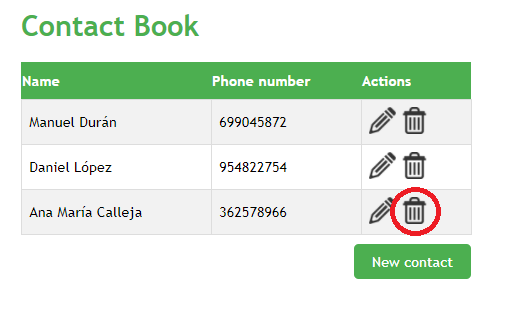 Contact Book
Name Phone number Actions
Manuel Durán 699045872
Daniel López 954822754
Ana María Calleja 362578966
New contact